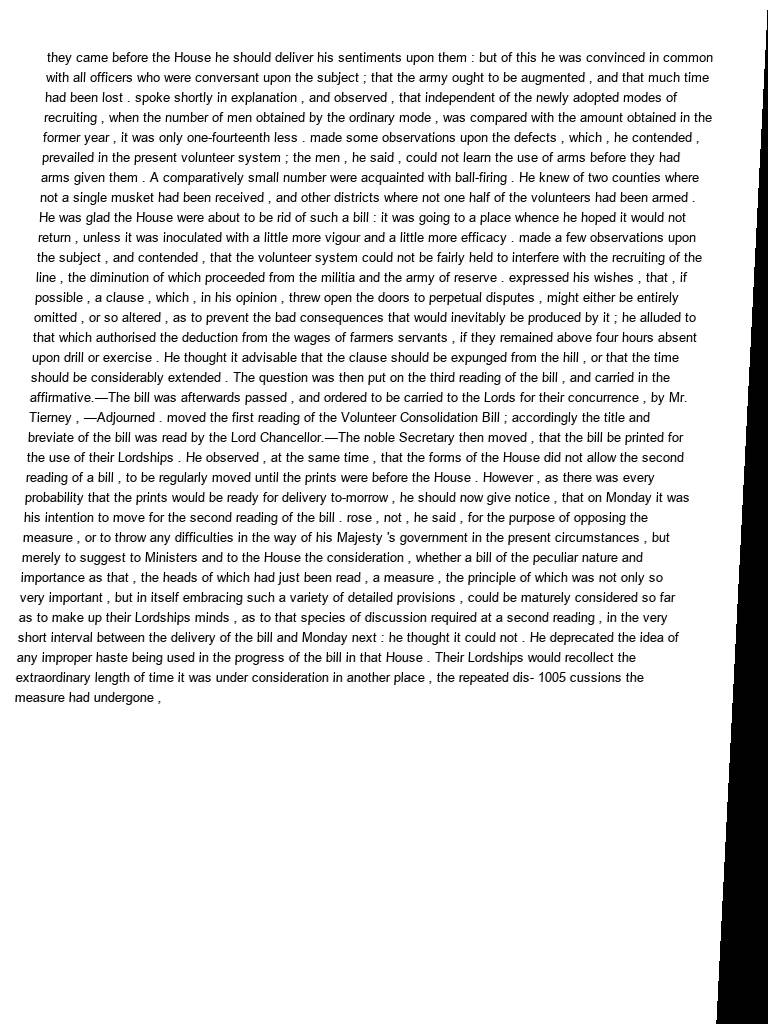 they came before the House he should deliver his sentiments upon them : but of this he was convinced in common
with all officers who were conversant upon the subject ; that the army ought to be augmented , and that much time
had been lost . spoke shortly in explanation , and observed , that independent of the newly adopted modes of
recruiting , when the number of men obtained by the ordinary mode , was compared with the amount obtained in the
former year , it was only one-fourteenth less . made some observations upon the defects , which , he contended ,
prevailed in the present volunteer system ; the men , he said , could not learn the use of arms before they had
arms given them . A comparatively small number were acquainted with ball-firing . He knew of two counties where
not a single musket had been received , and other districts where not one half of the volunteers had been armed .
He was glad the House were about to be rid of such a bill : it was going to a place whence he hoped it would not
return , unless it was inoculated with a little more vigour and a little more efficacy . made a few observations upon
the subject , and contended , that the volunteer system could not be fairly held to interfere with the recruiting of the
line , the diminution of which proceeded from the militia and the army of reserve . expressed his wishes , that , if
possible , a clause , which , in his opinion , threw open the doors to perpetual disputes , might either be entirely
omitted , or so altered , as to prevent the bad consequences that would inevitably be produced by it ; he alluded to
that which authorised the deduction from the wages of farmers servants , if they remained above four hours absent
upon drill or exercise . He thought it advisable that the clause should be expunged from the hill , or that the time
should be considerably extended . The question was then put on the third reading of the bill , and carried in the
affirmative.—The bill was afterwards passed , and ordered to be carried to the Lords for their concurrence , by Mr.
Tierney , —Adjourned . moved the first reading of the Volunteer Consolidation Bill ; accordingly the title and
breviate of the bill was read by the Lord Chancellor.—The noble Secretary then moved , that the bill be printed for
the use of their Lordships . He observed , at the same time , that the forms of the House did not allow the second
reading of a bill , to be regularly moved until the prints were before the House . However , as there was every
probability that the prints would be ready for delivery to-morrow , he should now give notice , that on Monday it was
his intention to move for the second reading of the bill . rose , not , he said , for the purpose of opposing the
measure , or to throw any difficulties in the way of his Majesty 's government in the present circumstances , but
merely to suggest to Ministers and to the House the consideration , whether a bill of the peculiar nature and
importance as that , the heads of which had just been read , a measure , the principle of which was not only so
very important , but in itself embracing such a variety of detailed provisions , could be maturely considered so far
as to make up their Lordships minds , as to that species of discussion required at a second reading , in the very
short interval between the delivery of the bill and Monday next : he thought it could not . He deprecated the idea of
any improper haste being used in the progress of the bill in that House . Their Lordships would recollect the
extraordinary length of time it was under consideration in another place , the repeated dis- 1005 cussions the
measure had undergone ,